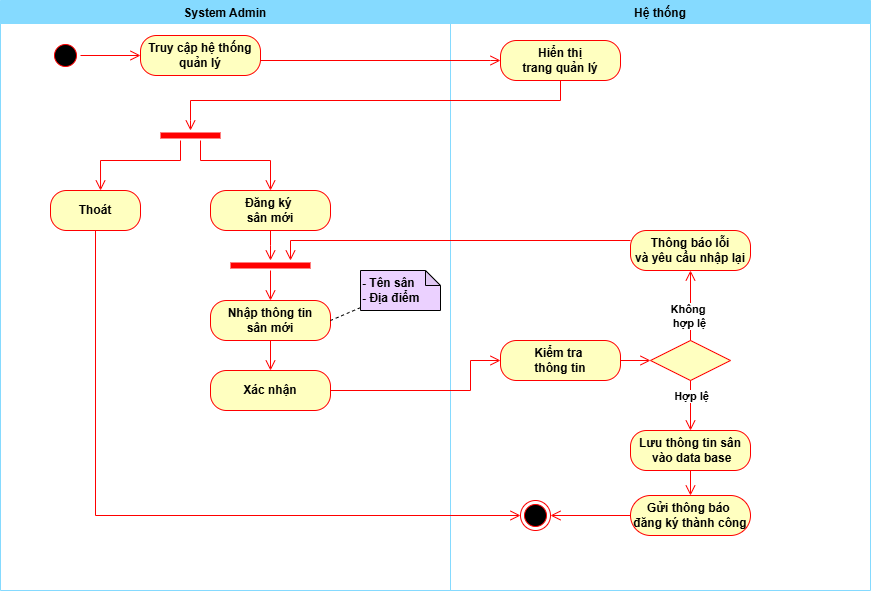 System Admin
Hệ thống
Truy cập hệ thống
quản lý
Hiển thị
trang quản lý
Thoát
Đăng ký
sân mới
Thông báo lỗi
và yêu cầu nhập lại
- Tên sân
- Địa điểm
Nhập thông tin
sân mới
Không
hợp lệ
Kiểm tra
thông tin
Xác nhận
Hợp lệ
Lưu thông tin sân
vào data base
Gửi thông báo
đăng ký thành công